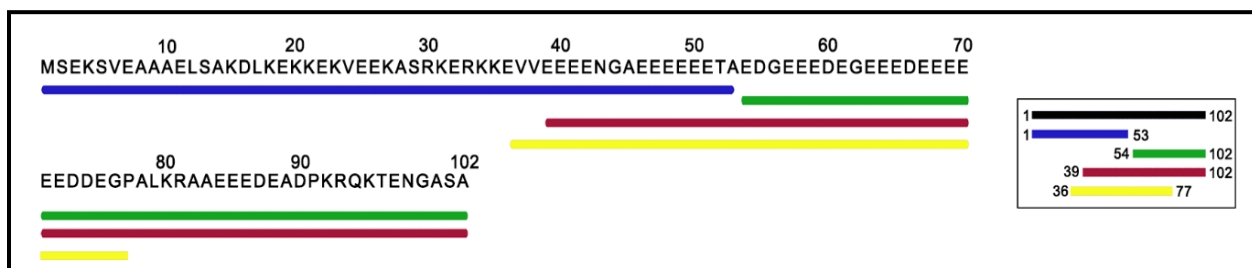 10 20 30 40 50 60 70
MSEKSVEAAAELSAKDLKEKKEKVEEKASRKERKKEVVEEEENGAEEEEEETAEDGEEEDEGEEEDEEEE
80 90 102
EEDDEGPALKRAAEEEDEADPKRQKTENGASA
1 102
1 53
54 102
39 102
36 77